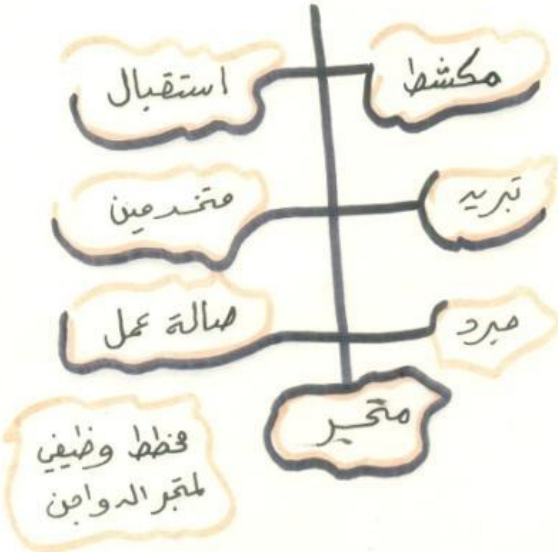 مكشط
استقبال
تبريد
متخدمين
مبرد
صالة عمل
متجر
مخطط وظيفي
لمتجر الدواجن